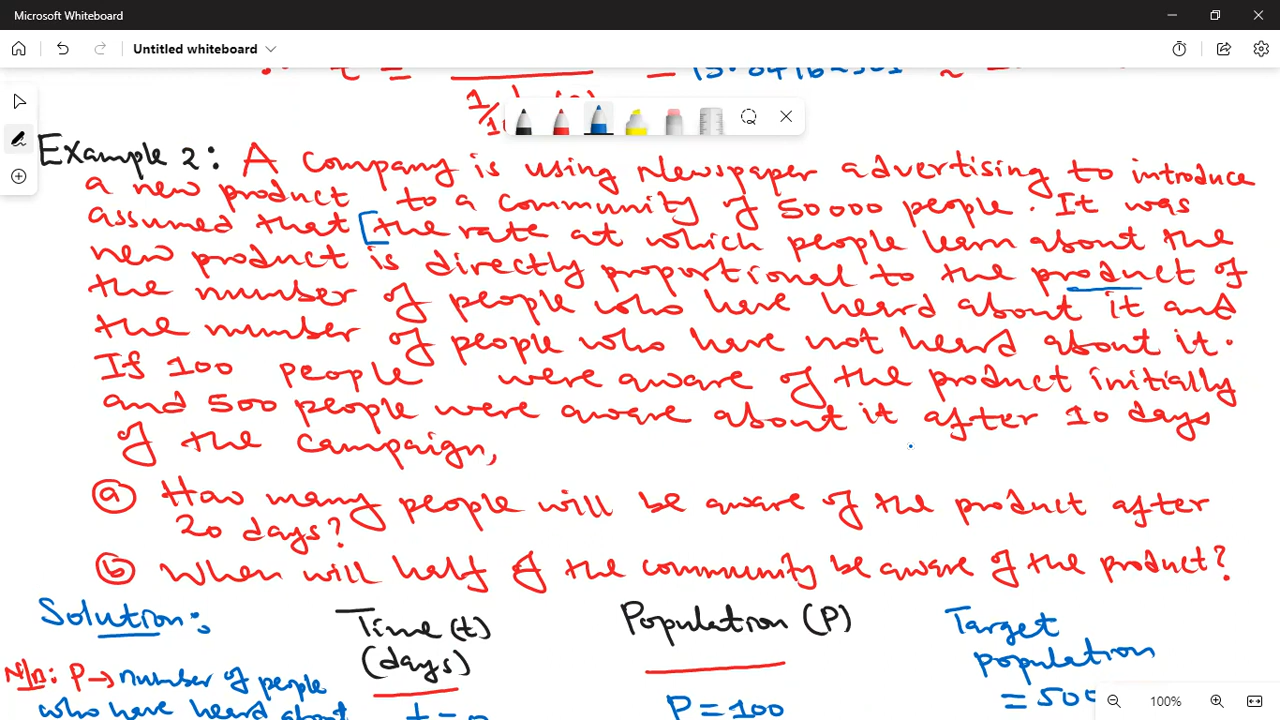 Microsoft Whiteboard
Untitled whiteboard
t =
=
Example 2: A company is using Newspaper advertising to introduce
a new product to a community of 50000 people. It was
assumed that [the rate at which people learn about the
new product is directly proportional to the product of
the number of people who have heard about it and
the number of people who have not heard about it.
If 100 people were aware of the product initially
and 500 people were aware about it after 10 days
of the campaign,
(a) How many people will be aware of the product after
20 days?
(b) When will half of the community be aware of the product?
Solution:
Time (t)
(days)
Population (P)
Target
population
= 500
N/B: P → number of people
who have heard about
P = 100
100%